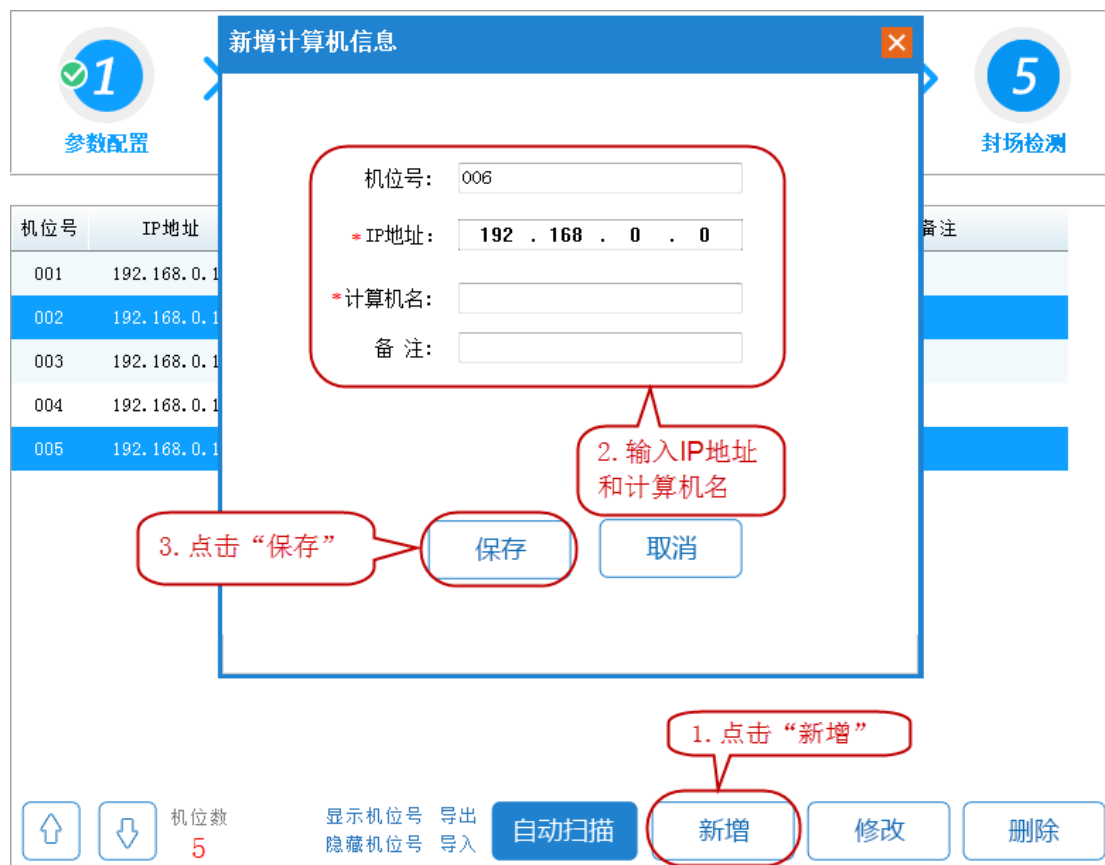 新增计算机信息
1
5
参数配置
封场检测
机位号：006
*IP地址：192 . 168 . 0 . 0
*计算机名：
备 注：
机位号 IP地址 备注
001 192.168.0.1
002 192.168.0.1
003 192.168.0.1
004 192.168.0.1
005 192.168.0.1
2.输入IP地址
和计算机名
3.点击“保存”
保存 取消
1.点击“新增”
机位数
5
显示机位号 导出
隐藏机位号 导入
自动扫描 新增 修改 删除